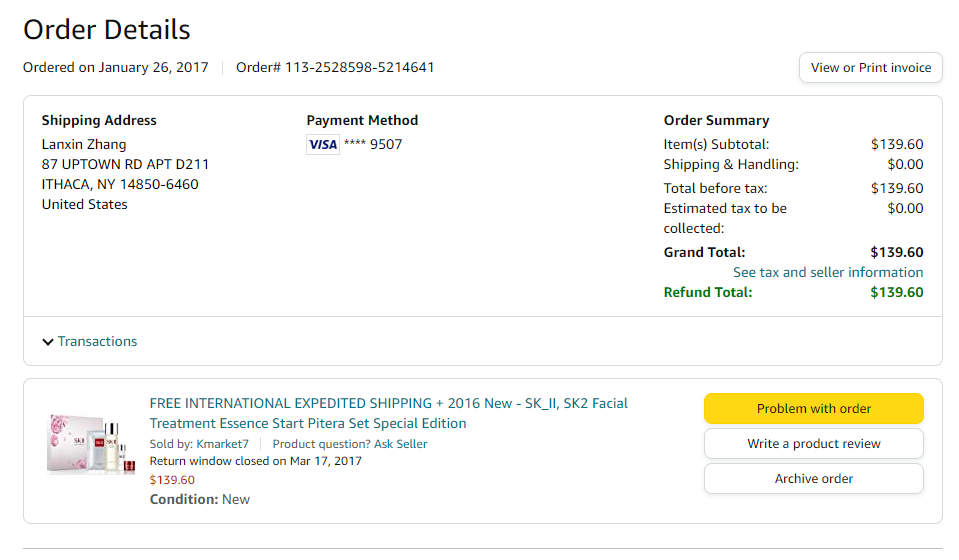 Order Details
Ordered on January 26, 2017 Order# 113-2528598-5214641
View or Print invoice
Shipping Address
Lanxin Zhang
87 UPTOWN RD APT D211
ITHACA, NY 14850-6460
United States
Payment Method
VISA **** 9507
Order Summary
Item(s) Subtotal: $139.60
Shipping & Handling: $0.00
Total before tax: $139.60
Estimated tax to be $0.00
collected:
Grand Total: $139.60
See tax and seller information
Refund Total: $139.60
Transactions
FREE INTERNATIONAL EXPEDITED SHIPPING + 2016 New - SK_II, SK2 Facial
Treatment Essence Start Pitera Set Special Edition
Sold by: Kmarket7 Product question? Ask Seller
Return window closed on Mar 17, 2017
$139.60
Condition: New
Problem with order
Write a product review
Archive order